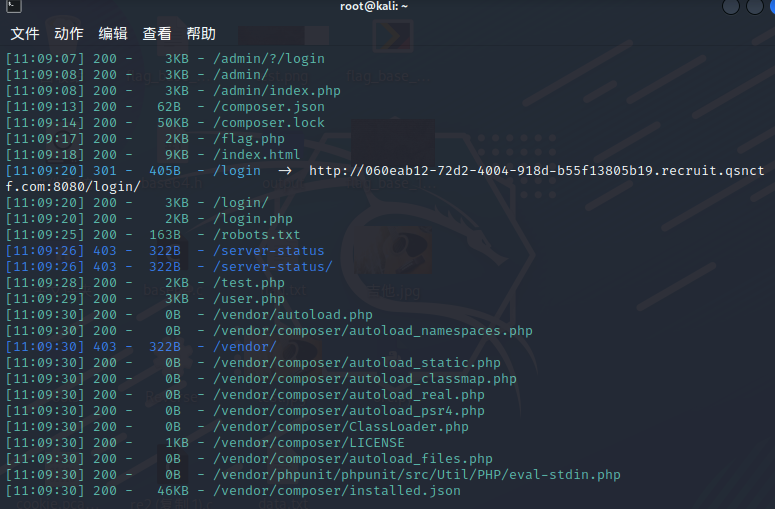 root@kali: ~
文件 动作 编辑 查看 帮助
[11:09:07] 200 -    3KB - /admin/?/login
[11:09:08] 200 -    3KB - /admin/
[11:09:08] 200 -    3KB - /admin/index.php
[11:09:13] 200 -   62B  - /composer.json
[11:09:14] 200 -   50KB - /composer.lock
[11:09:17] 200 -    2KB - /flag.php
[11:09:18] 200 -    9KB - /index.html
[11:09:20] 301 -  405B  - /login  ->  http://060eab12-72d2-4004-918d-b55f13805b19.recruit.qsnct
f.com:8080/login/
[11:09:20] 200 -    3KB - /login/
[11:09:20] 200 -    2KB - /login.php
[11:09:25] 200 -  163B  - /robots.txt
[11:09:26] 403 -  322B  - /server-status
[11:09:26] 403 -  322B  - /server-status/
[11:09:28] 200 -    2KB - /test.php
[11:09:29] 200 -    3KB - /user.php
[11:09:30] 200 -    0B  - /vendor/autoload.php
[11:09:30] 200 -    0B  - /vendor/composer/autoload_namespaces.php
[11:09:30] 403 -  322B  - /vendor/
[11:09:30] 200 -    0B  - /vendor/composer/autoload_static.php
[11:09:30] 200 -    0B  - /vendor/composer/autoload_classmap.php
[11:09:30] 200 -    0B  - /vendor/composer/autoload_real.php
[11:09:30] 200 -    0B  - /vendor/composer/autoload_psr4.php
[11:09:30] 200 -    0B  - /vendor/composer/ClassLoader.php
[11:09:30] 200 -    1KB - /vendor/composer/LICENSE
[11:09:30] 200 -    0B  - /vendor/composer/autoload_files.php
[11:09:30] 200 -    0B  - /vendor/phpunit/phpunit/src/Util/PHP/eval-stdin.php
[11:09:30] 200 -   46KB - /vendor/composer/installed.json